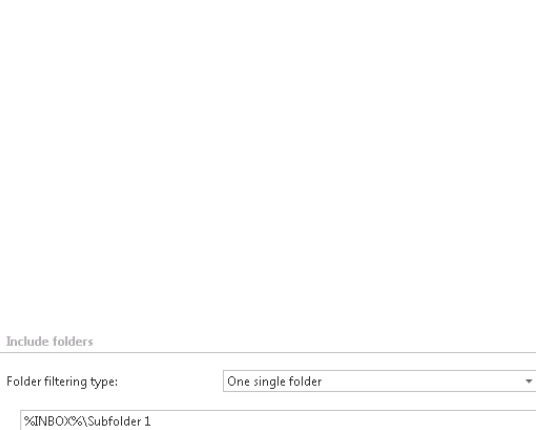 Include folders
Folder filtering type:
One single folder
%INBOX%\Subfolder 1